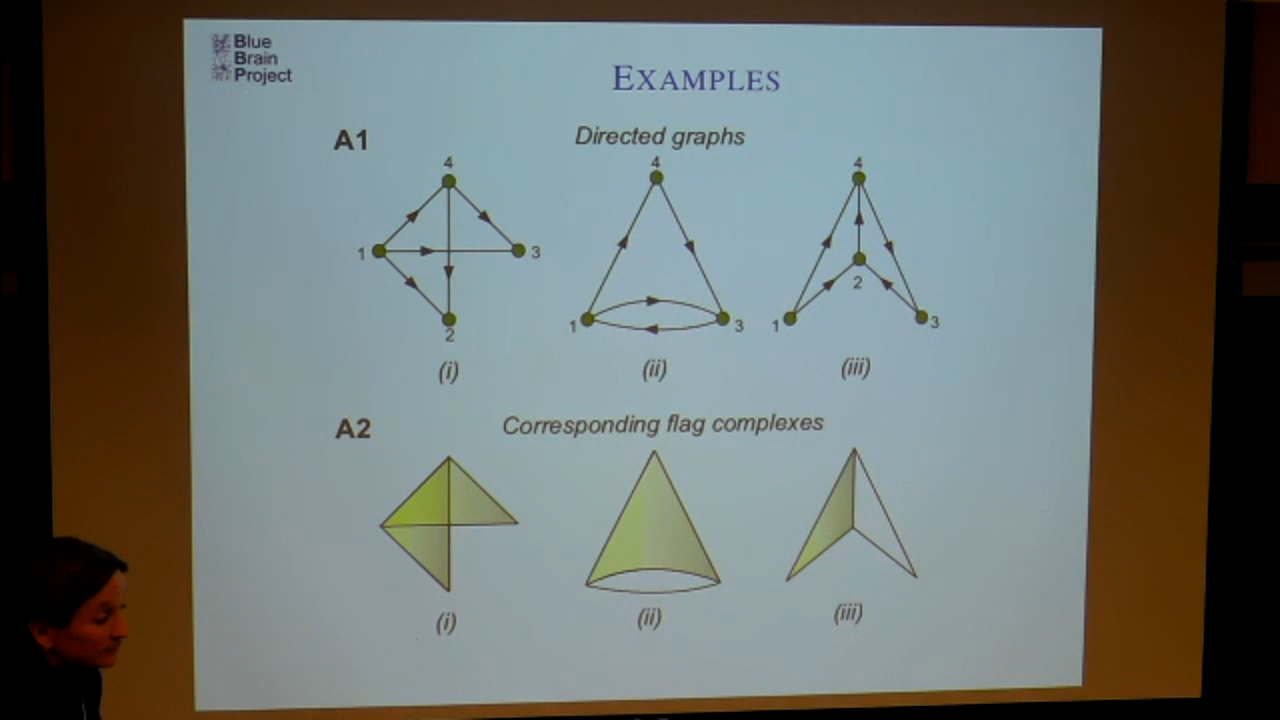 Blue
Brain
Project
EXAMPLES
A1
Directed graphs
4
4
4
1
3
2
1
3
2
1
3
(i)
(ii)
(iii)
A2
Corresponding flag complexes
(i)
(ii)
(iii)